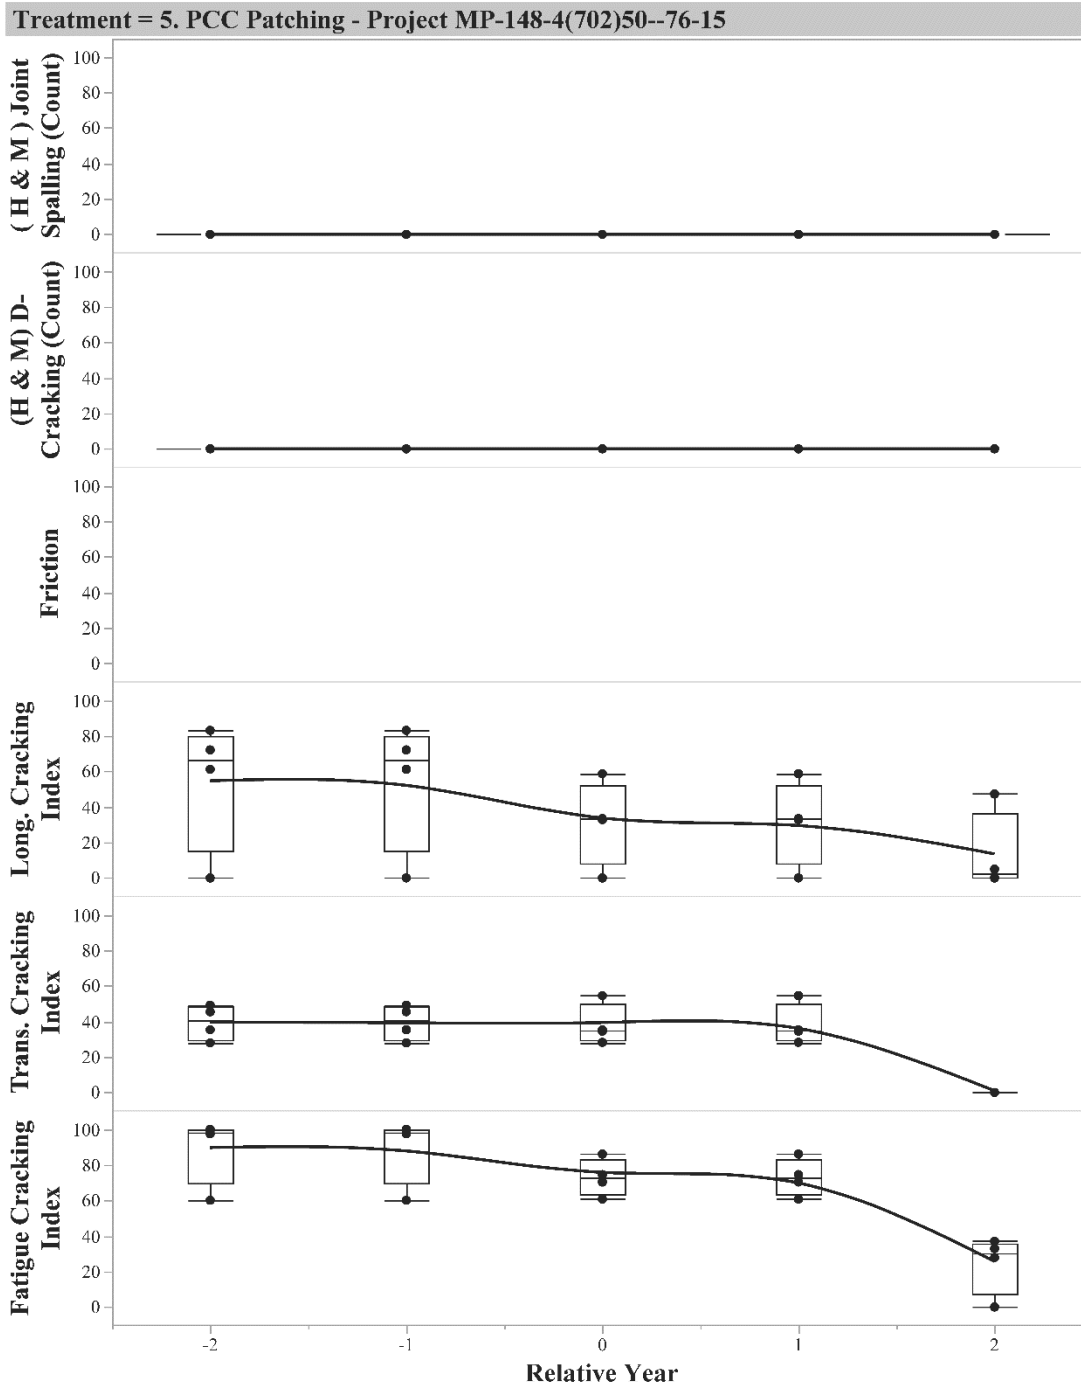 Treatment = 5. PCC Patching - Project MP-148-4(702)50--76-15
( H & M ) Joint
Spalling (Count)
100
80
60
40
20
0
(H & M) D-
Cracking (Count)
100
80
60
40
20
0
Friction
100
80
60
40
20
0
Long. Cracking
Index
100
80
60
40
20
0
Trans. Cracking
Index
100
80
60
40
20
0
Fatigue Cracking
Index
100
80
60
40
20
0
-2 -1 0 1 2
Relative Year